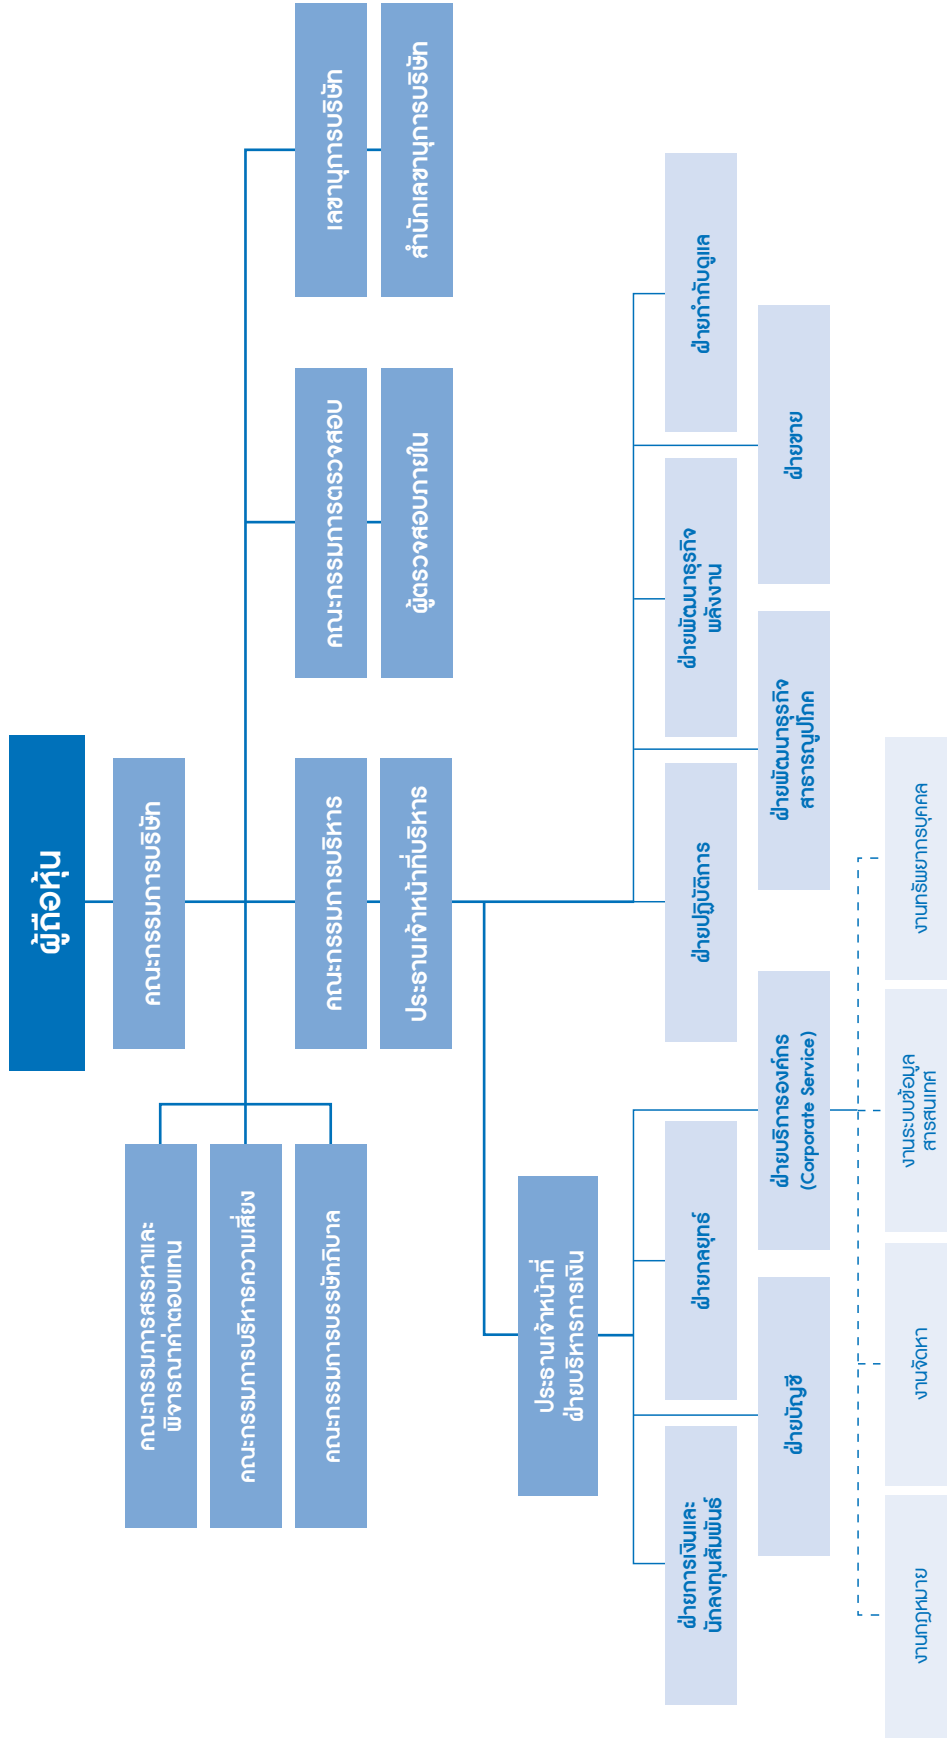 ผู้ถือหุ้น
คณะกรรมการบริษัท
คณะกรรมการสรรหาและ
พิจารณาค่าตอบแทน
คณะกรรมการบริหารความเสี่ยง
คณะกรรมการบรรษัทภิบาล
คณะกรรมการบริหาร
ประธานเจ้าหน้าที่บริหาร
คณะกรรมการตรวจสอบ
ผู้ตรวจสอบภายใน
เลขานุการบริษัท
สำนักเลขานุการบริษัท
ประธานเจ้าหน้าที่
ฝ่ายบริหารการเงิน
ฝ่ายการเงินและ
นักลงทุนสัมพันธ์
ฝ่ายกลยุทธ์
ฝ่ายปฏิบัติการ
ฝ่ายพัฒนาธุรกิจ
พลังงาน
ฝ่ายกำกับดูแล
ฝ่ายบัญชี
ฝ่ายบริการองค์กร
(Corporate Service)
ฝ่ายพัฒนาธุรกิจ
สาธารณูปโภค
ฝ่ายขาย
งานกฎหมาย
งานจัดหา
งานระบบข้อมูล
สารสนเทศ
งานทรัพยากรบุคคล